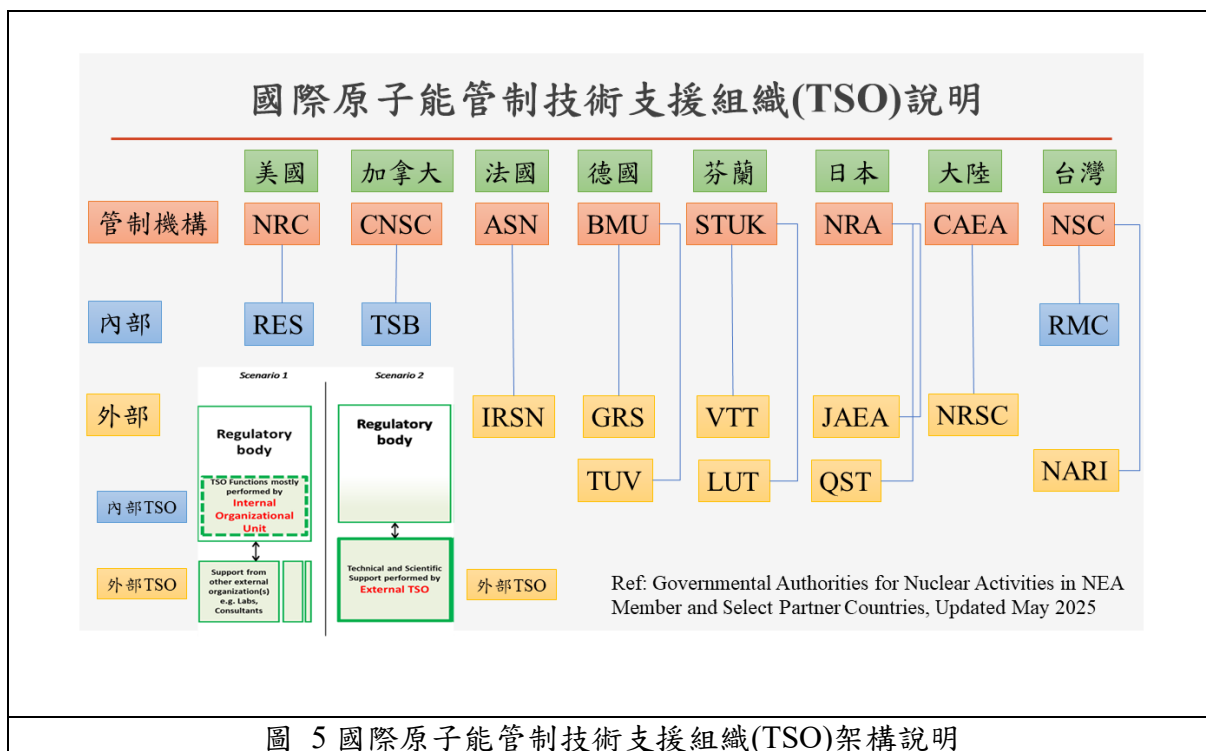 國際原子能管制技術支援組織(TSO)說明
美國 加拿大 法國 德國 芬蘭 日本 大陸 台灣
管制機構 NRC CNSC ASN BMU STUK NRA CAEA NSC
內部 RES TSB RMC
外部 IRSN GRS VTT JAEA NRSC
TUV LUT QST NARI
Scenario 1
Regulatory
body
TSO Functions mostly
performed by
Internal
Organizational
Unit
內部TSO
外部TSO
Support from
other external
organization(s)
e.g. Labs,
Consultants
Scenario 2
Regulatory
body
Technical and Scientific
Support performed by
External TSO
外部TSO
Ref: Governmental Authorities for Nuclear Activities in NEA
Member and Select Partner Countries, Updated May 2025
圖 5 國際原子能管制技術支援組織(TSO)架構說明